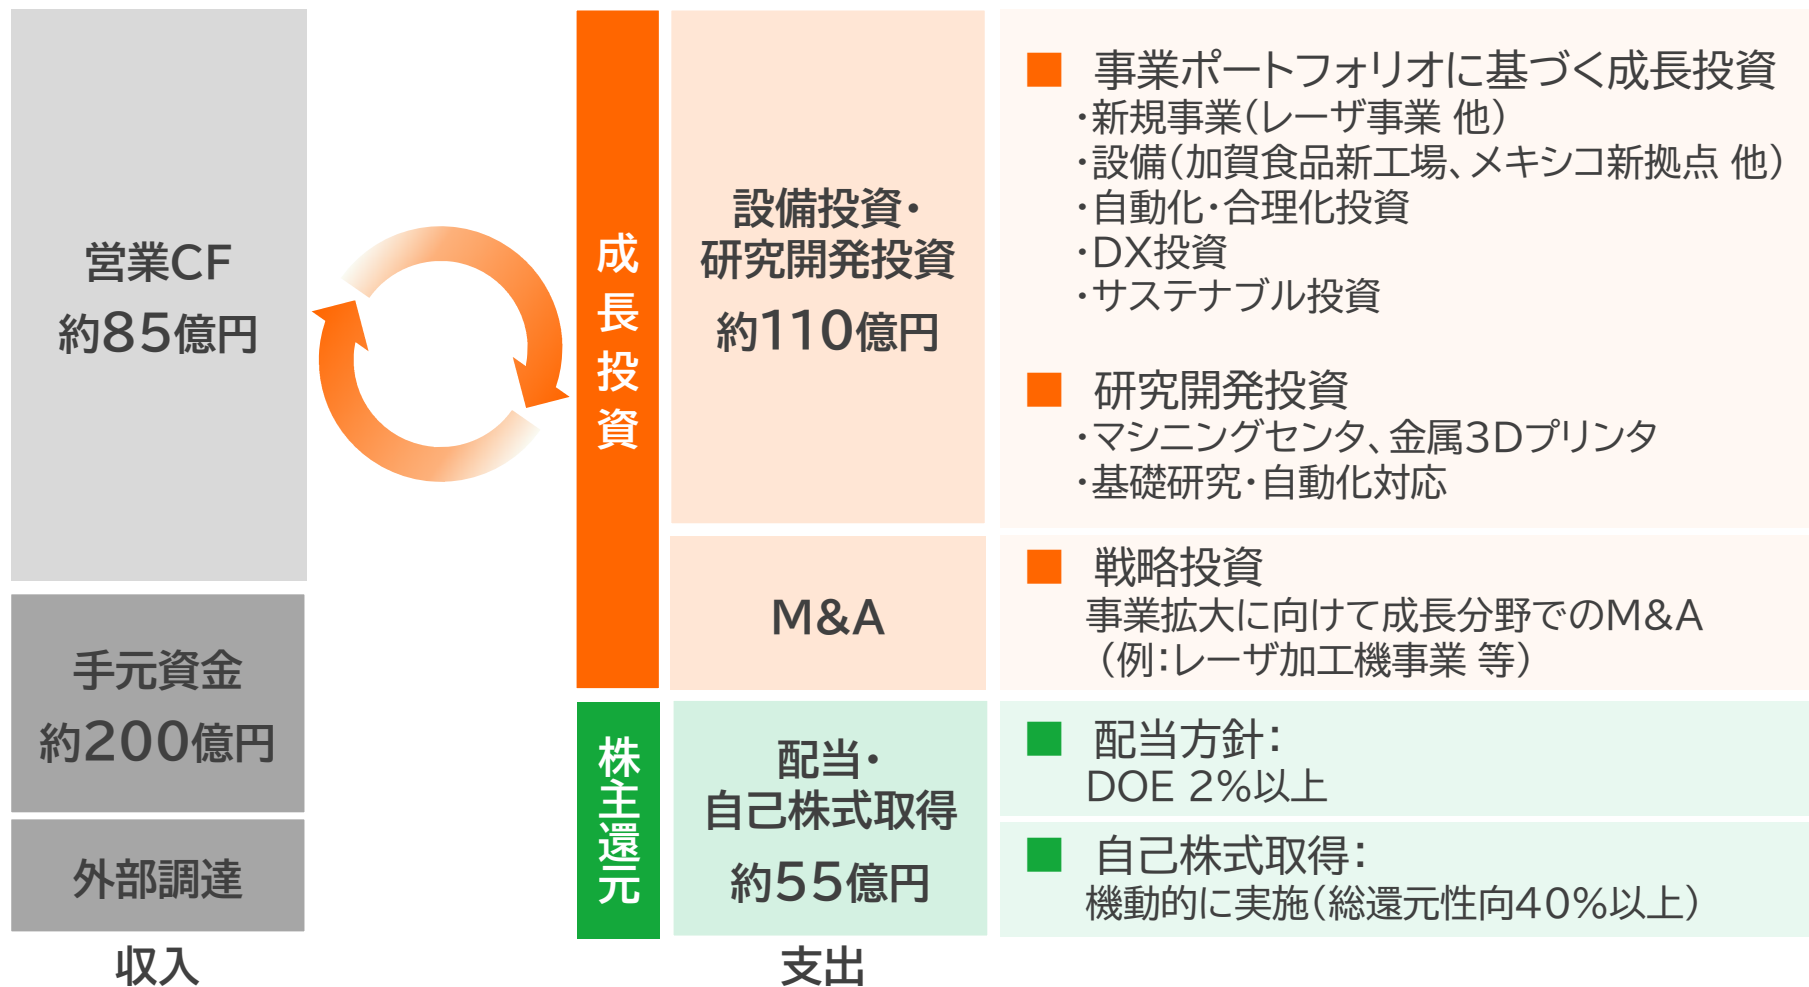 営業CF
約85億円
手元資金
約200億円
外部調達
収入
成長投資
設備投資・
研究開発投資
約110億円
M&A
株主還元
配当・
自己株式取得
約55億円
支出
■ 事業ポートフォリオに基づく成長投資
・新規事業（レーザ事業 他）
・設備（加賀食品新工場、メキシコ新拠点 他）
・自動化・合理化投資
・DX投資
・サステナブル投資
■ 研究開発投資
・マシニングセンタ、金属3Dプリンタ
・基礎研究・自動化対応
■ 戦略投資
事業拡大に向けて成長分野でのM&A
（例：レーザ加工機事業 等）
■ 配当方針：
DOE 2%以上
■ 自己株式取得：
機動的に実施（総還元性向40%以上）